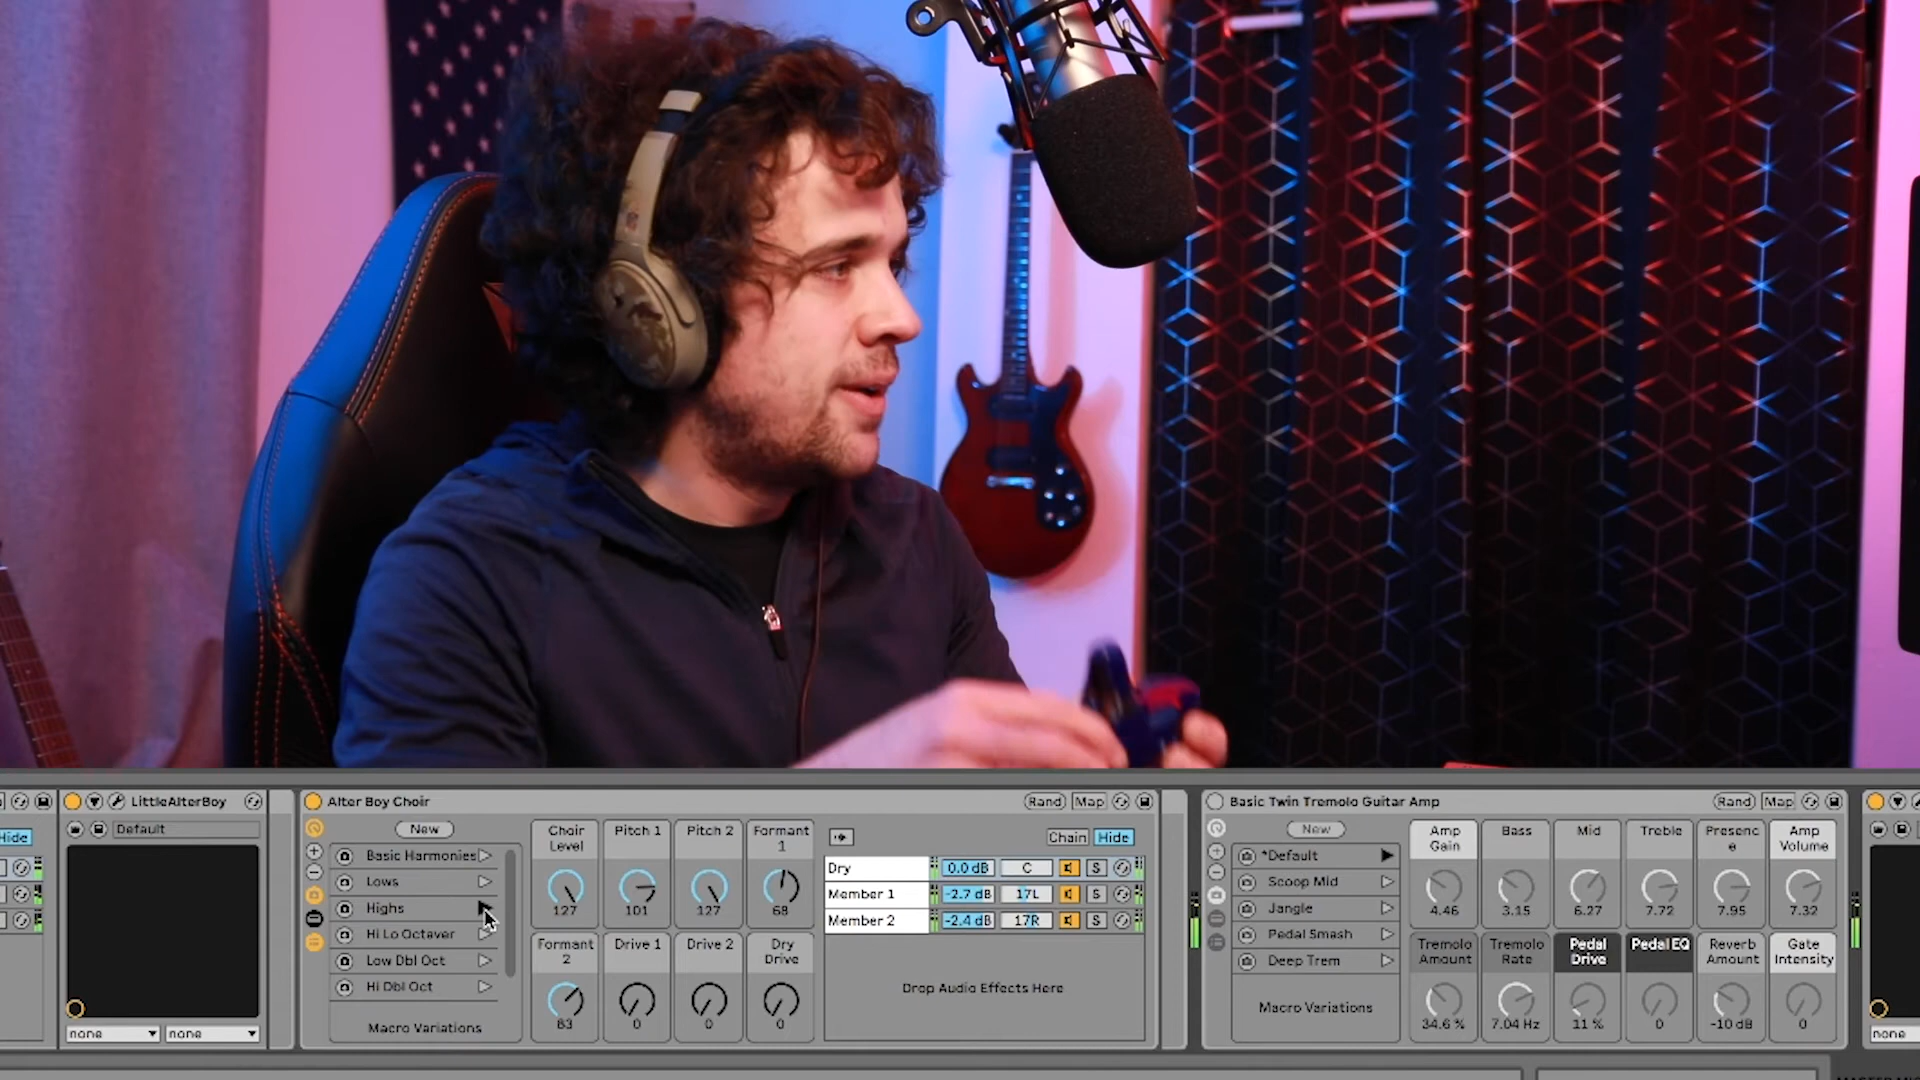 Hide
LittleAlterBoy
Default
none
none
Alter Boy Choir
Rand
Map
New
Basic Harmonies
Lows
Highs
Hi Lo Octaver
Low Dbl Oct
Hi Dbl Oct
Macro Variations
Choir Level
Pitch 1
Pitch 2
Formant 1
127
101
127
68
Formant 2
Drive 1
Drive 2
Dry Drive
83
0
0
0
Chain
Hide
Dry
0.0 dB
C
S
Member 1
-2.7 dB
17L
S
Member 2
-2.4 dB
17R
S
Drop Audio Effects Here
Basic Twin Tremolo Guitar Amp
Rand
Map
New
*Default
Scoop Mid
Jangle
Pedal Smash
Deep Trem
Macro Variations
Amp Gain
Bass
Mid
Treble
Presence
Amp Volume
4.46
3.15
6.27
7.72
7.95
7.32
Tremolo Amount
Tremolo Rate
Pedal Drive
Pedal EQ
Reverb Amount
Gate Intensity
34.6 %
7.04 Hz
11 %
0
-10 dB
0
none